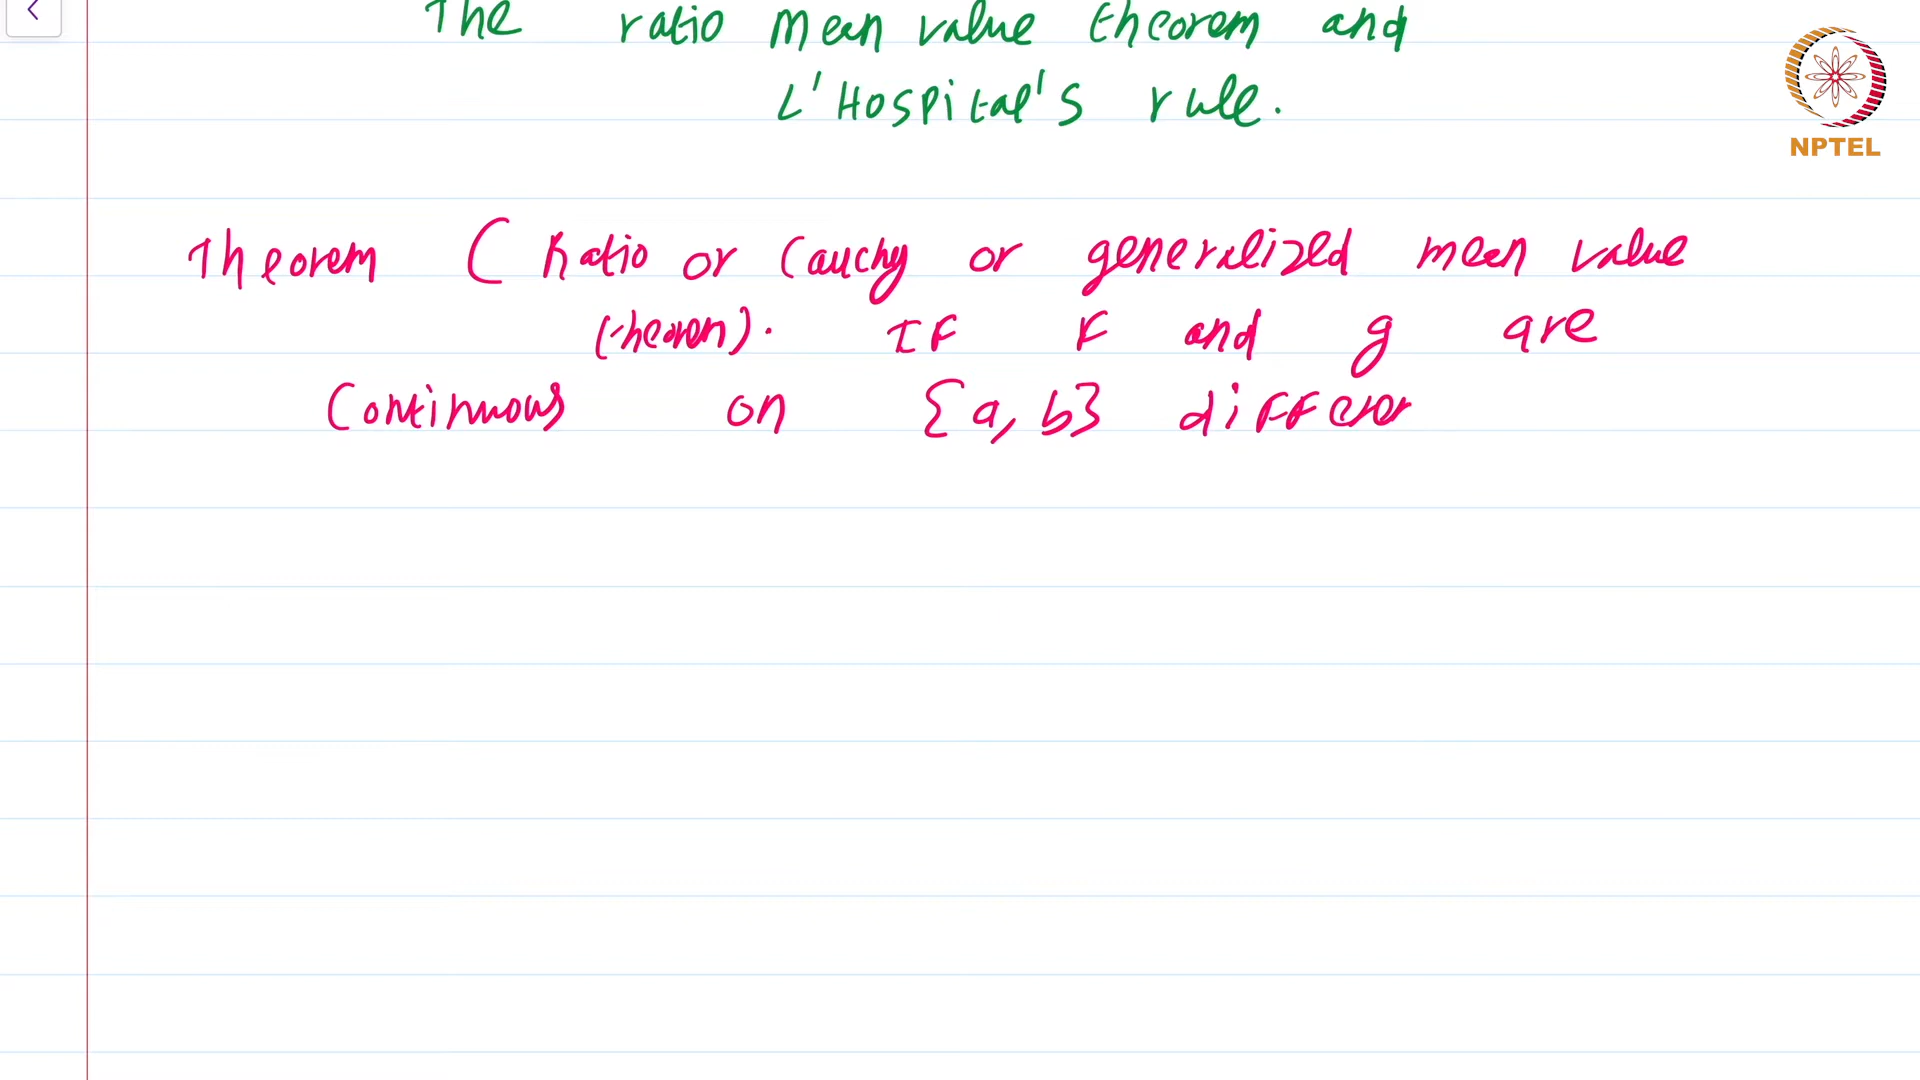 The ratio mean value theorem and
L'Hospital's rule.
NPTEL
Theorem (Ratio or Cauchy or generalized mean value
theorem). IF F and g are
Continuous on {a, b}